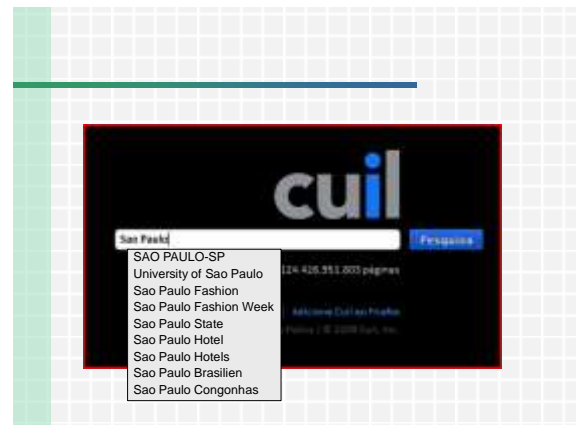 cuil
Sao Paulo
Pesquisa
SAO PAULO-SP
University of Sao Paulo
Sao Paulo Fashion
Sao Paulo Fashion Week
Sao Paulo State
Sao Paulo Hotel
Sao Paulo Hotels
Sao Paulo Brasilien
Sao Paulo Congonhas
páginas